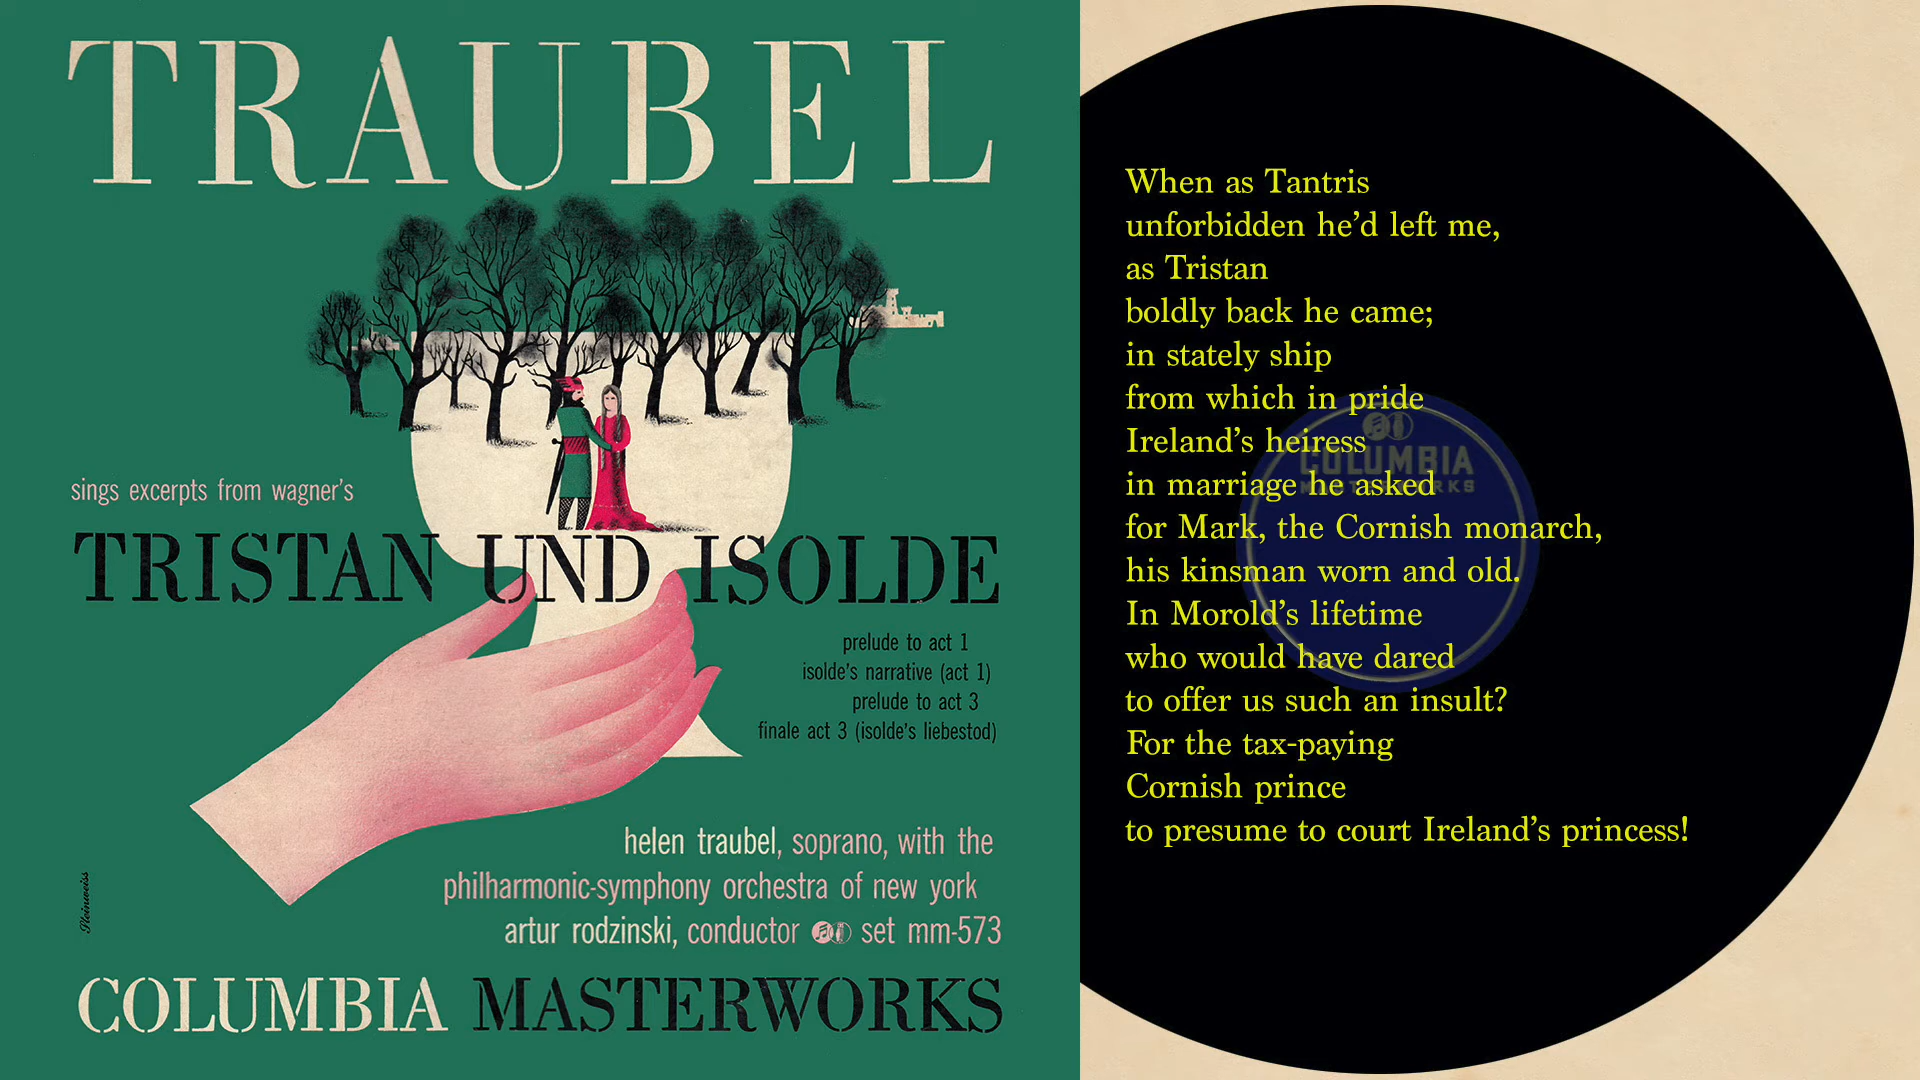 TRAUBEL
sings excerpts from wagner's
TRISTAN UND ISOLDE
prelude to act 1
isolde's narrative (act 1)
prelude to act 3
finale act 3 (isolde's liebestod)
helen traubel, soprano, with the
philharmonic-symphony orchestra of new york
artur rodzinski, conductor set mm-573
Steinweiss
COLUMBIA MASTERWORKS
When as Tantris
unforbidden he’d left me,
as Tristan
boldly back he came;
in stately ship
from which in pride
Ireland’s heiress
in marriage he asked
for Mark, the Cornish monarch,
his kinsman worn and old.
In Morold’s lifetime
who would have dared
to offer us such an insult?
For the tax-paying
Cornish prince
to presume to court Ireland’s princess!
COLUMBIA
MASTERWORKS